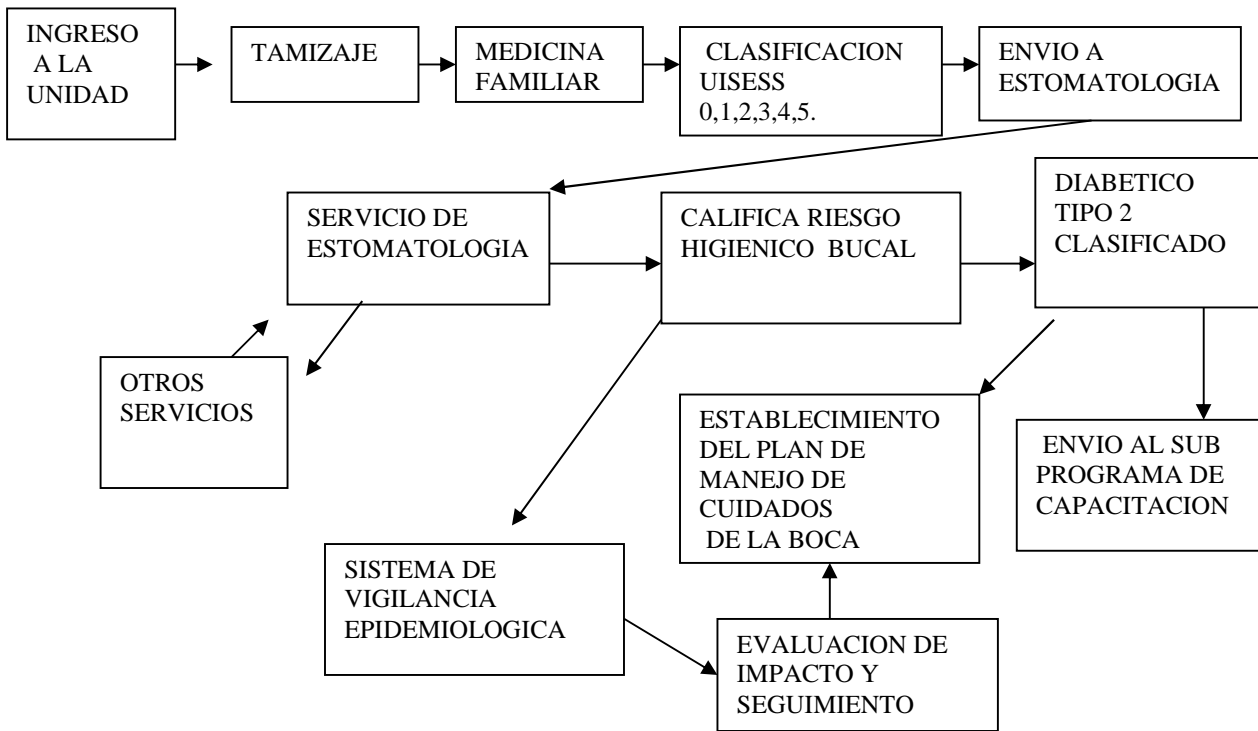 INGRESO
A LA
UNIDAD
TAMIZAJE
MEDICINA
FAMILIAR
CLASIFICACION
UISESS
0,1,2,3,4,5.
ENVIO A
ESTOMATOLOGIA
SERVICIO DE
ESTOMATOLOGIA
CALIFICA RIESGO
HIGIENICO BUCAL
DIABETICO
TIPO 2
CLASIFICADO
OTROS
SERVICIOS
ESTABLECIMIENTO
DEL PLAN DE
MANEJO DE
CUIDADOS
DE LA BOCA
ENVIO AL SUB
PROGRAMA DE
CAPACITACION
SISTEMA DE
VIGILANCIA
EPIDEMIOLOGICA
EVALUACION DE
IMPACTO Y
SEGUIMIENTO